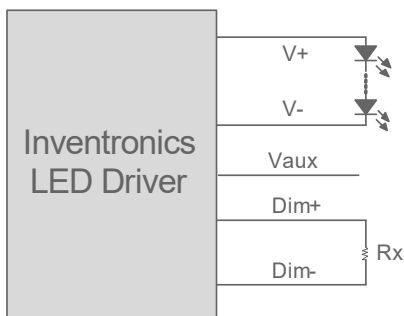 V+
V-
Inventronics
LED Driver
Vaux
Dim+
Rx
Dim-